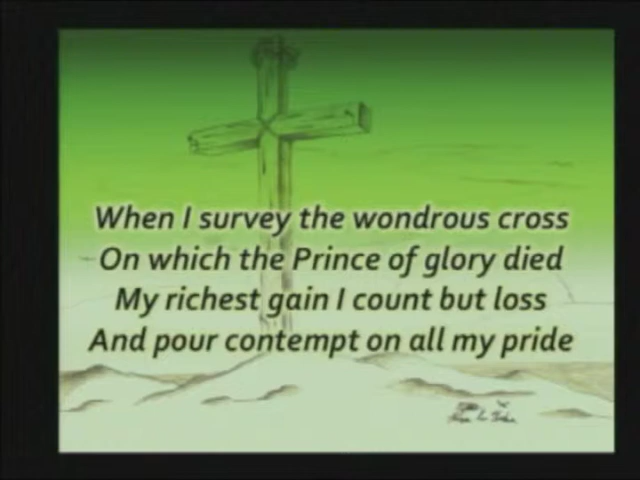 When I survey the wondrous cross
On which the Prince of glory died
My richest gain I count but loss
And pour contempt on all my pride